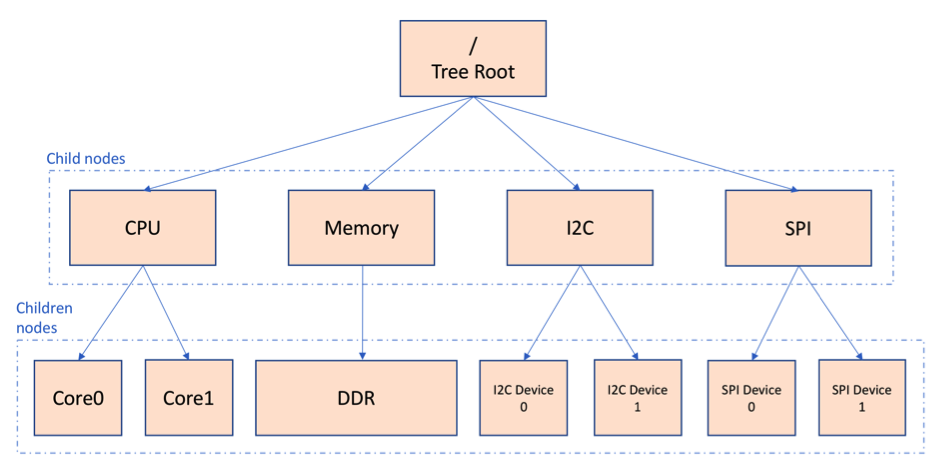 /
Tree Root
Child nodes
CPU
Memory
I2C
SPI
Children
nodes
Core0
Core1
DDR
I2C Device
0
I2C Device
1
SPI Device
0
SPI Device
1